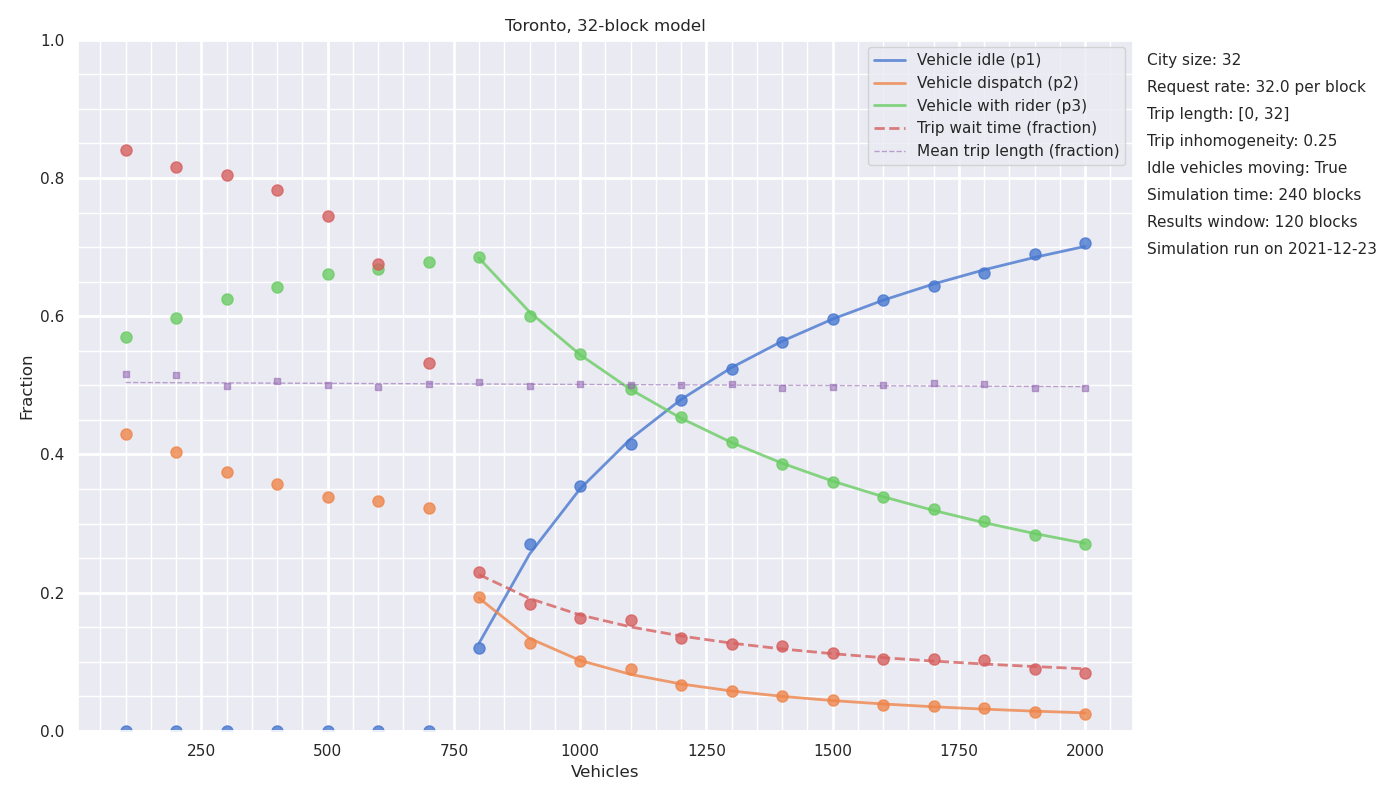 Toronto, 32-block model
1.0
0.8
0.6
0.4
0.2
0.0
Fraction
250
500
750
1000
1250
1500
1750
2000
Vehicles
Vehicle idle (p1)
Vehicle dispatch (p2)
Vehicle with rider (p3)
Trip wait time (fraction)
Mean trip length (fraction)
City size: 32
Request rate: 32.0 per block
Trip length: [0, 32]
Trip inhomogeneity: 0.25
Idle vehicles moving: True
Simulation time: 240 blocks
Results window: 120 blocks
Simulation run on 2021-12-23